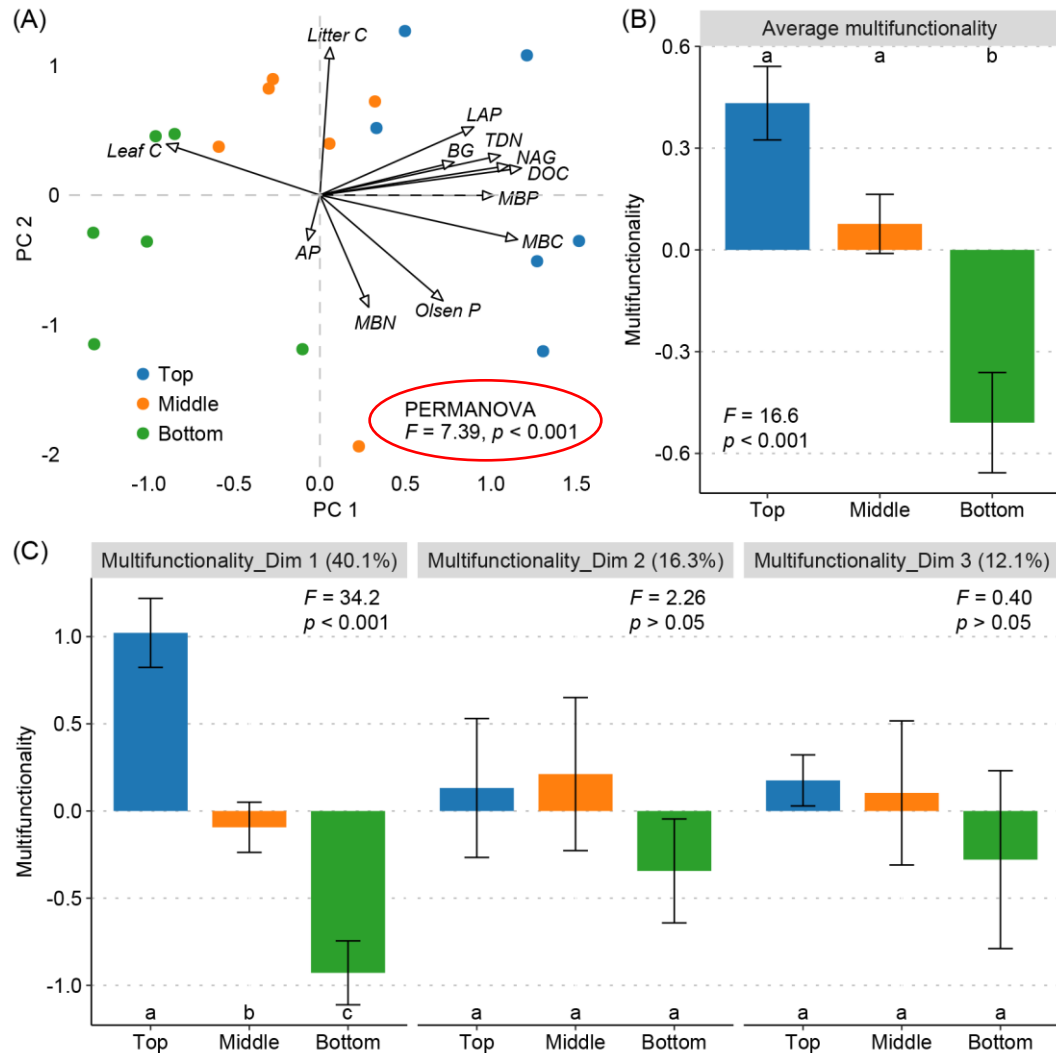 (A)
Litter C
LAP
TDN
BG
NAG
DOC
Leaf C
MBP
MBC
AP
Olsen P
MBN
1
0
-1
-2
PC 2
Top
Middle
Bottom
PERMANOVA
F = 7.39, p < 0.001
-1.0 -0.5 0.0 0.5 1.0 1.5
PC 1
(B)
Average multifunctionality
a a b
0.6
0.3
0.0
-0.3
-0.6
Multifunctionality
F = 16.6
p < 0.001
Top Middle Bottom
(C)
Multifunctionality_Dim 1 (40.1%)
F = 34.2
p < 0.001
1.0
0.5
0.0
-0.5
-1.0
Multifunctionality
a b c
Top Middle Bottom
Multifunctionality_Dim 2 (16.3%)
F = 2.26
p > 0.05
a a a
Top Middle Bottom
Multifunctionality_Dim 3 (12.1%)
F = 0.40
p > 0.05
a a a
Top Middle Bottom